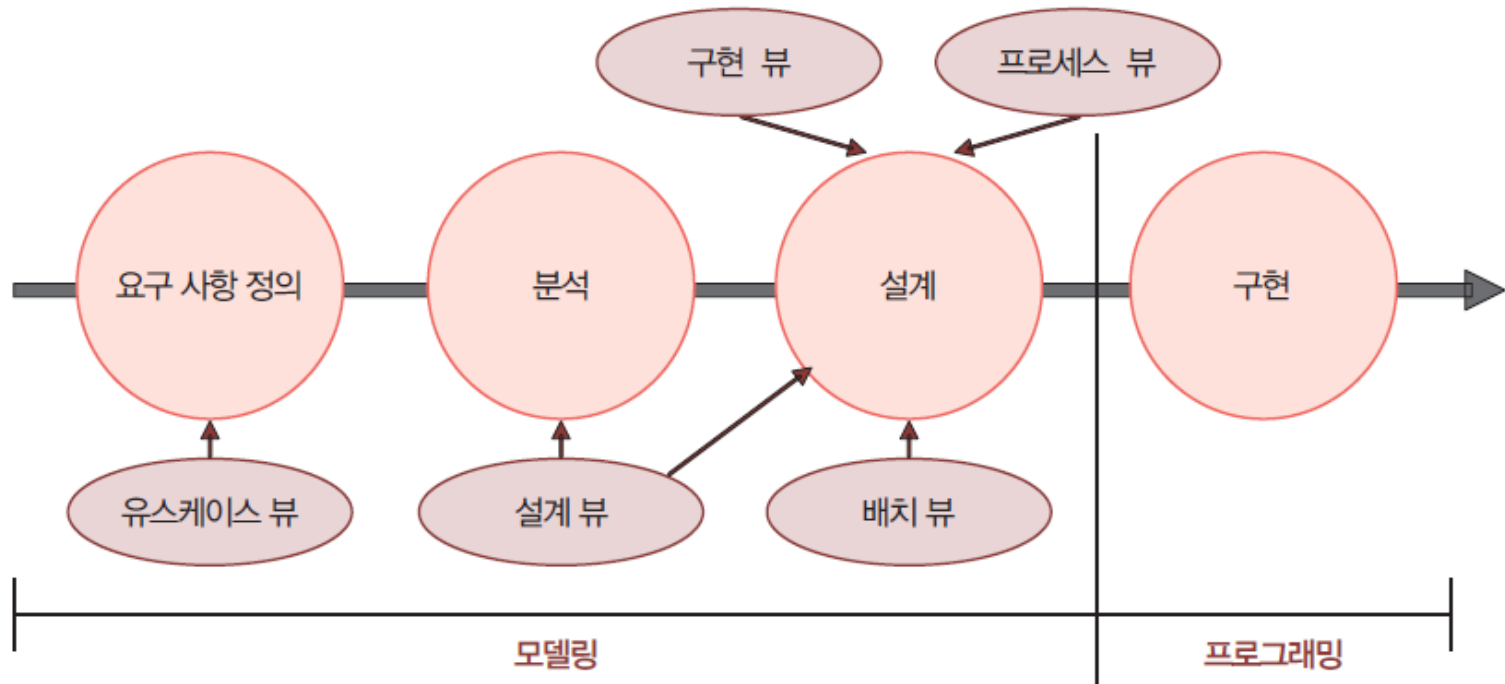 구현 뷰
프로세스 뷰
요구 사항 정의
분석
설계
구현
유스케이스 뷰
설계 뷰
배치 뷰
모델링
프로그래밍